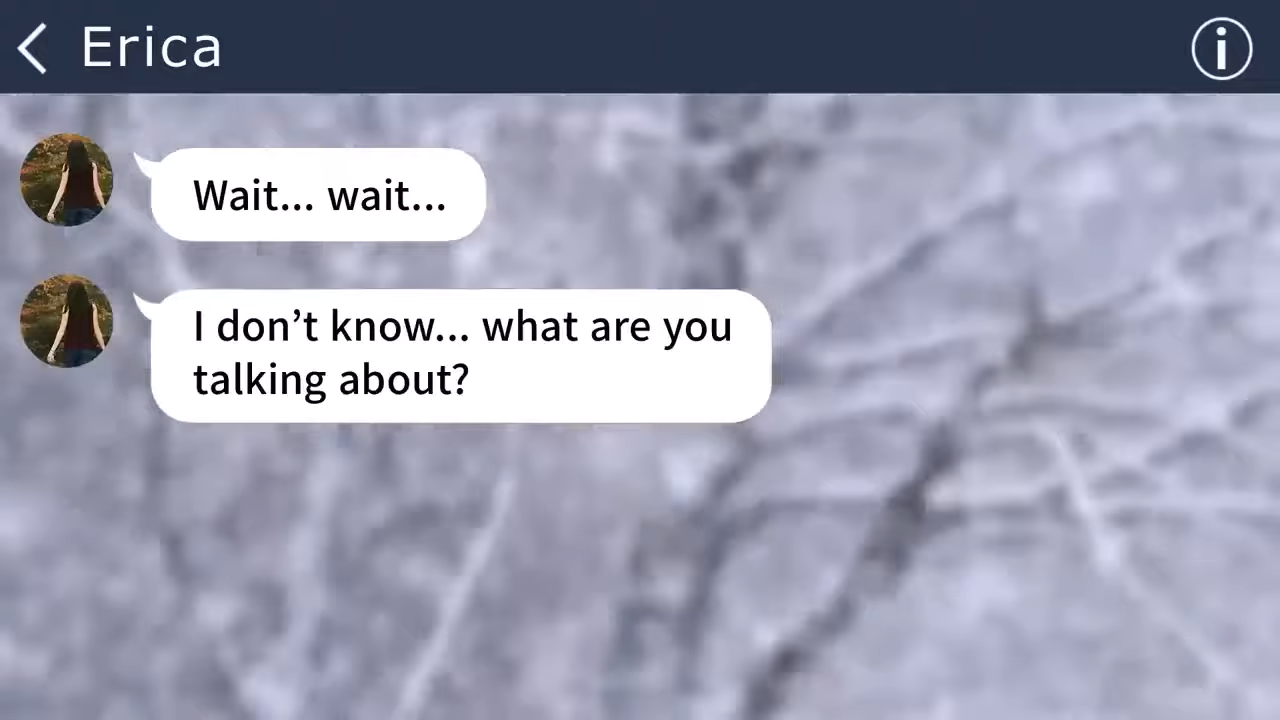 Erica
Wait... wait...
I don’t know... what are you
talking about?